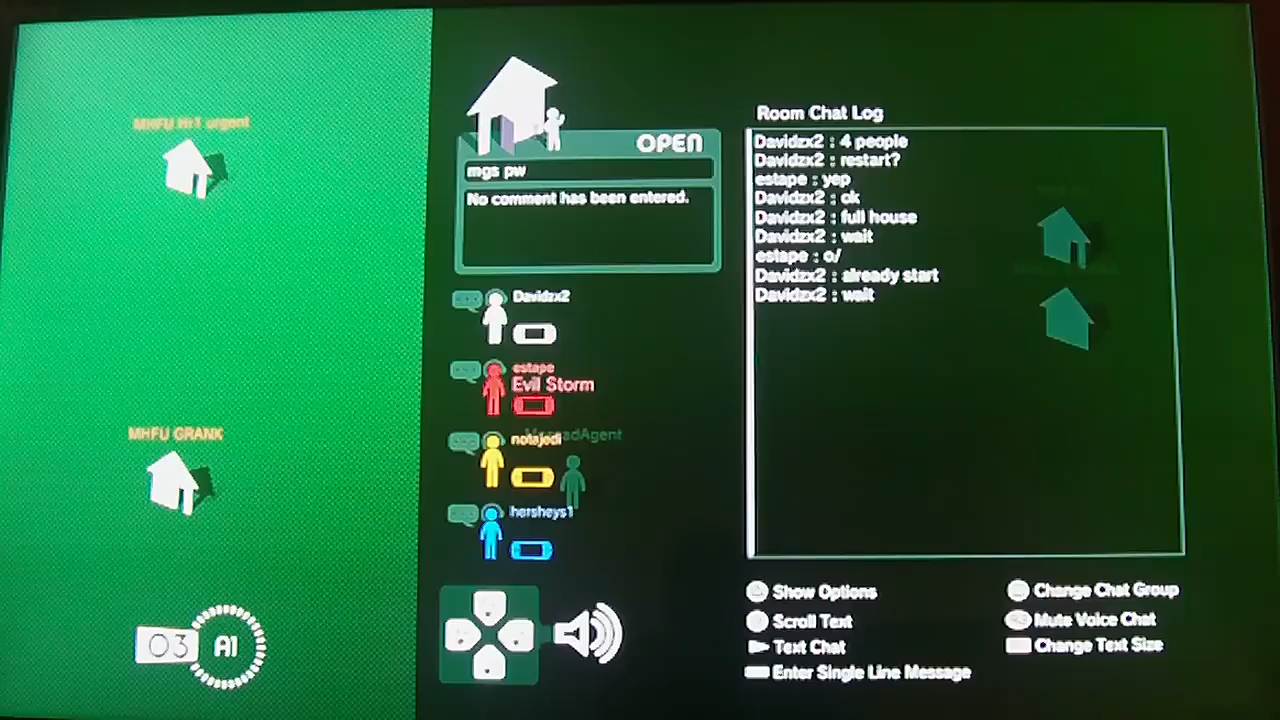 MHFU Hr1 urgent
MHFU GRANK
03
A1
OPEN
mgs pw
No comment has been entered.
Davidzx2
estape
Evil Storm
notajedi
hersheys1
Room Chat Log
Davidzx2 : 4 people
Davidzx2 : restart?
estape : yep
Davidzx2 : ok
Davidzx2 : full house
Davidzx2 : wait
estape : o/
Davidzx2 : already start
Davidzx2 : wait
Show Options
Change Chat Group
Scroll Text
Mute Voice Chat
Text Chat
Change Text Size
Enter Single Line Message